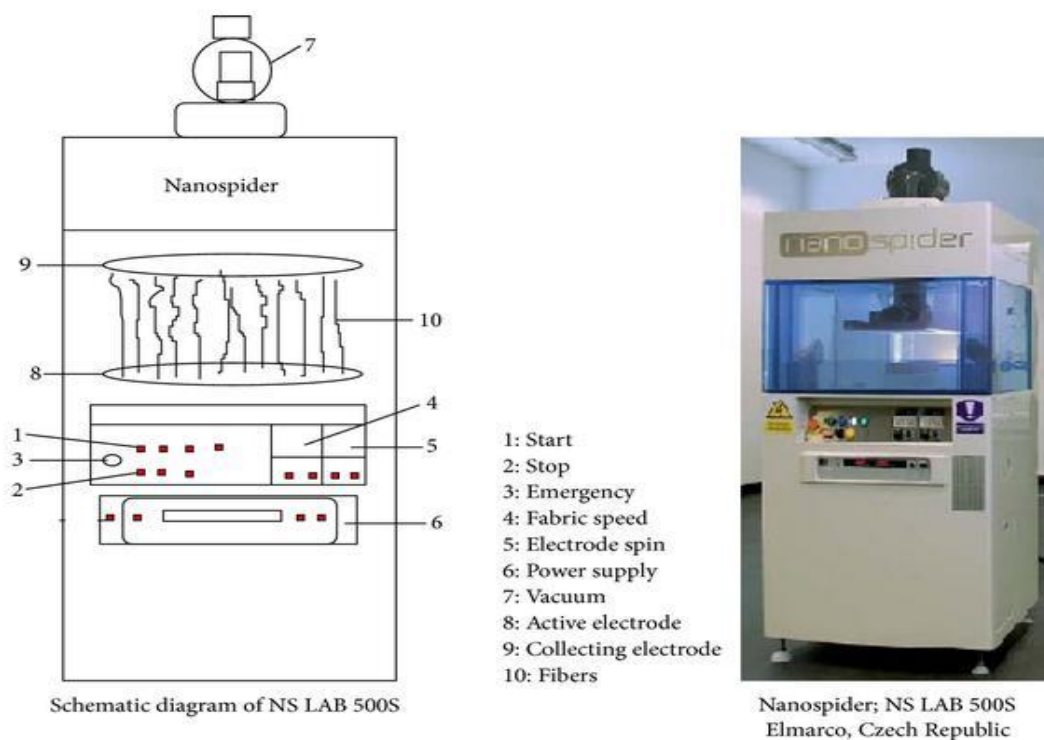 7
Nanospider
9
10
8
4
1
5
3
2
6
Schematic diagram of NS LAB 500S
1: Start
2: Stop
3: Emergency
4: Fabric speed
5: Electrode spin
6: Power supply
7: Vacuum
8: Active electrode
9: Collecting electrode
10: Fibers
nanospider
Nanospider; NS LAB 500S
Elmarco, Czech Republic